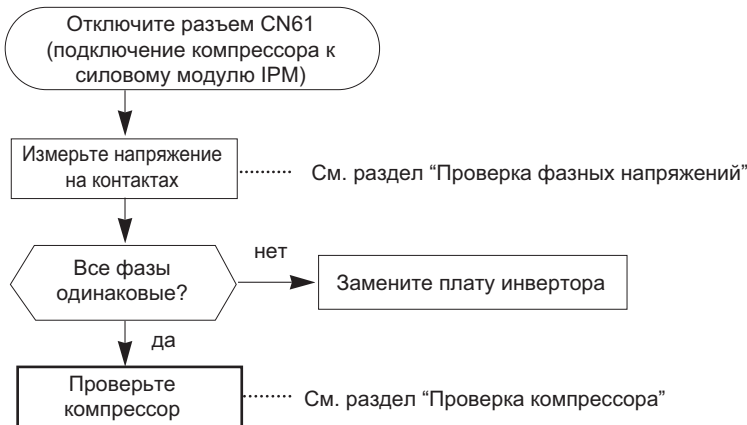 Отключите разъем CN61
(подключение компрессора к
силовому модулю IPM)
Измерьте напряжение
на контактах
См. раздел “Проверка фазных напряжений”
Все фазы
одинаковые?
нет
Замените плату инвертора
да
Проверьте
компрессор
См. раздел “Проверка компрессора”